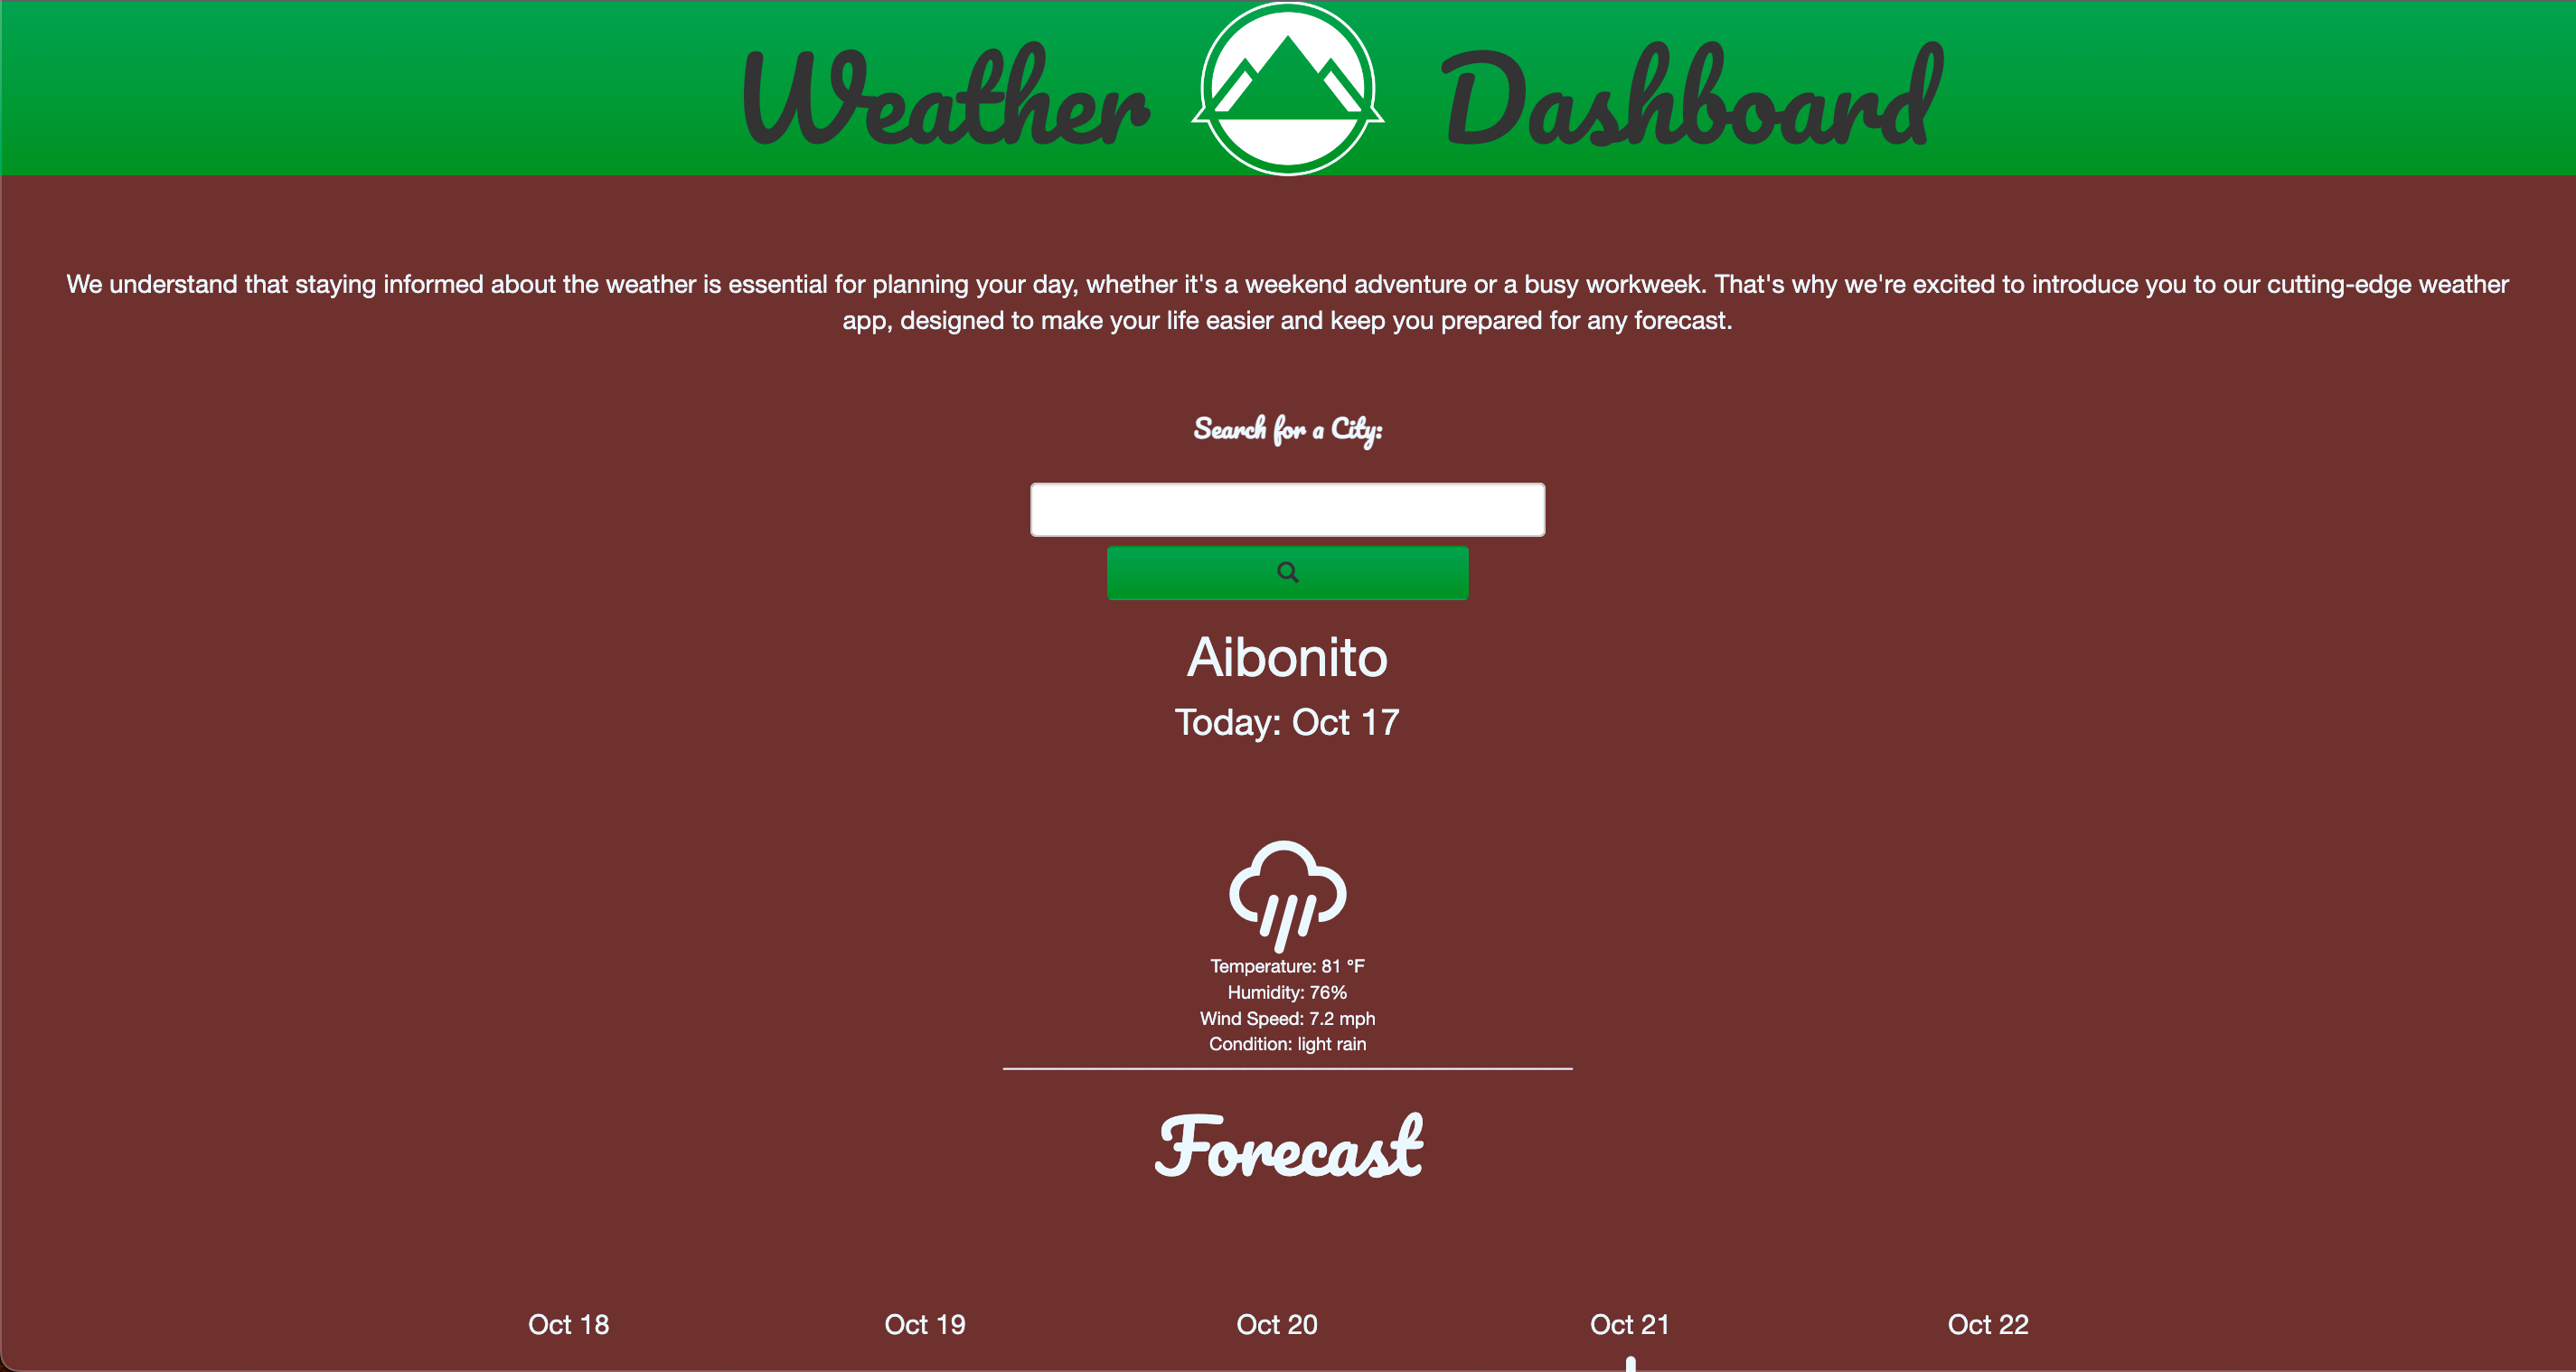 Weather Dashboard
We understand that staying informed about the weather is essential for planning your day, whether it's a weekend adventure or a busy workweek. That's why we're excited to introduce you to our cutting-edge weather
app, designed to make your life easier and keep you prepared for any forecast.
Search for a City:
Aibonito
Today: Oct 17
Temperature: 81 °F
Humidity: 76%
Wind Speed: 7.2 mph
Condition: light rain
Forecast
Oct 18 Oct 19 Oct 20 Oct 21 Oct 22